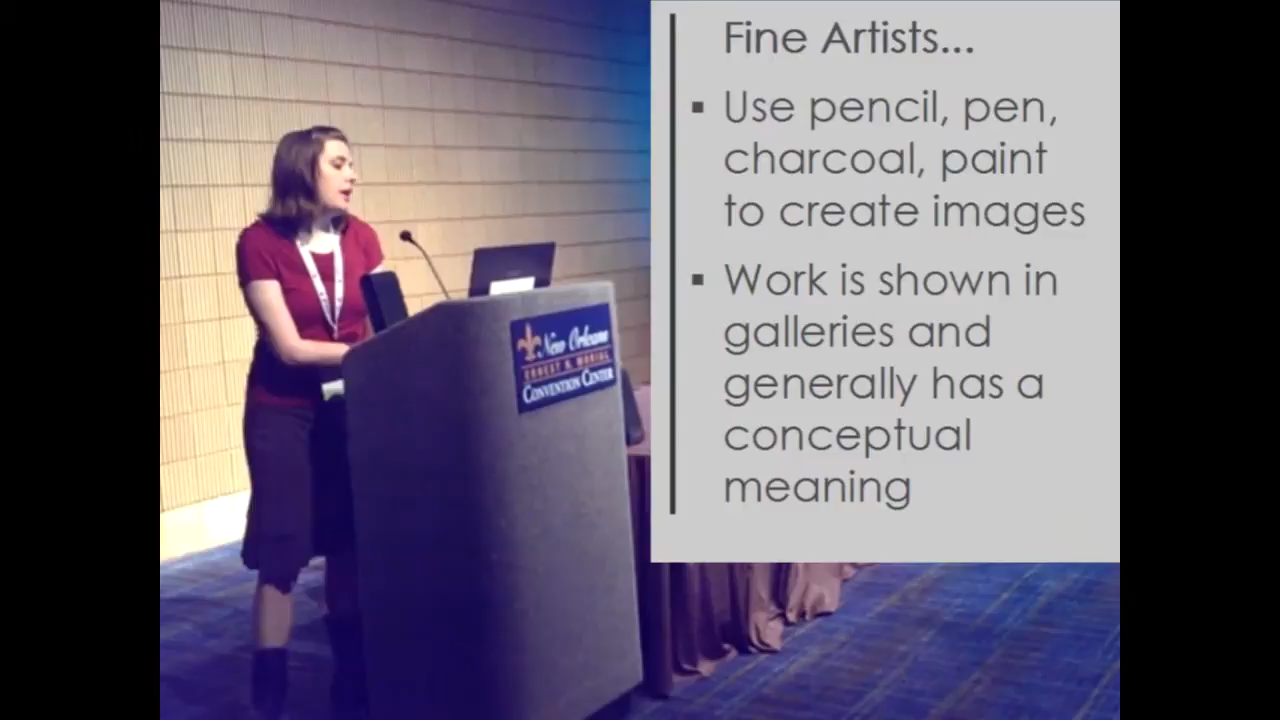 Fine Artists...
▪ Use pencil, pen,
charcoal, paint
to create images
▪ Work is shown in
galleries and
generally has a
conceptual
meaning
New Orleans
ERNEST N. MORIAL
CONVENTION CENTER